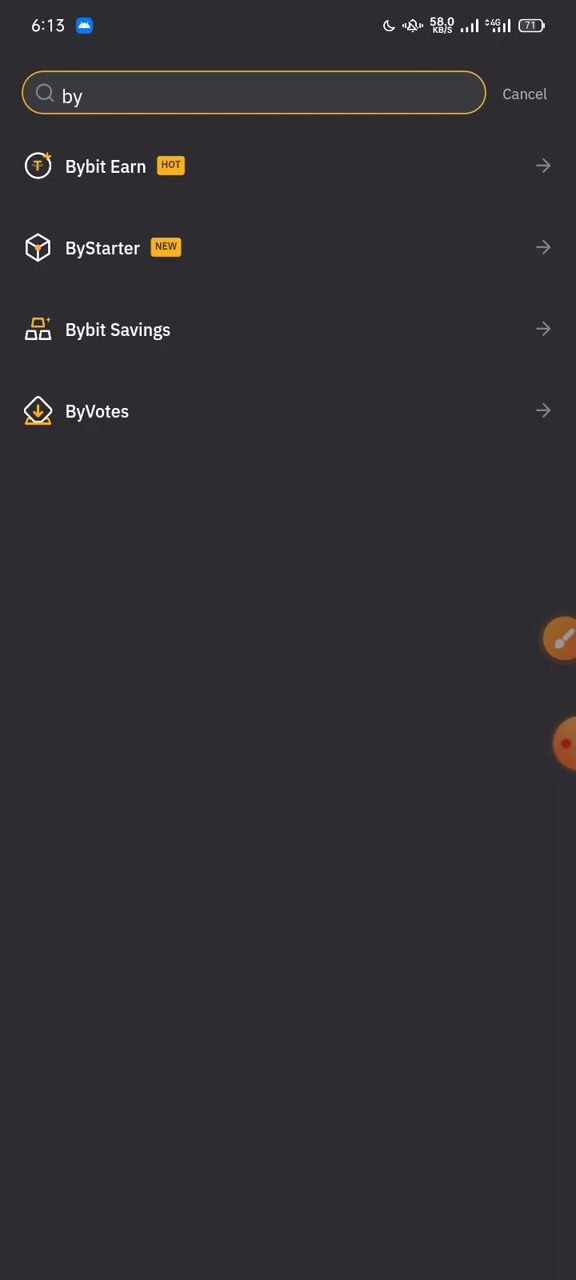 6:13
58.0
KB/S
4G
71
by
Cancel
Bybit Earn HOT
ByStarter NEW
Bybit Savings
ByVotes